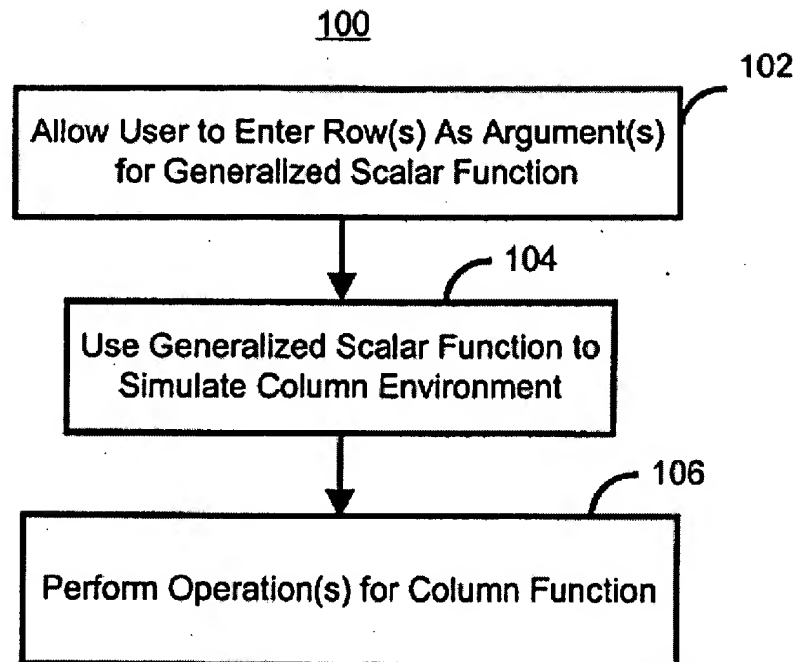 100
102
Allow User to Enter Row(s) As Argument(s)
for Generalized Scalar Function
104
Use Generalized Scalar Function to
Simulate Column Environment
106
Perform Operation(s) for Column Function